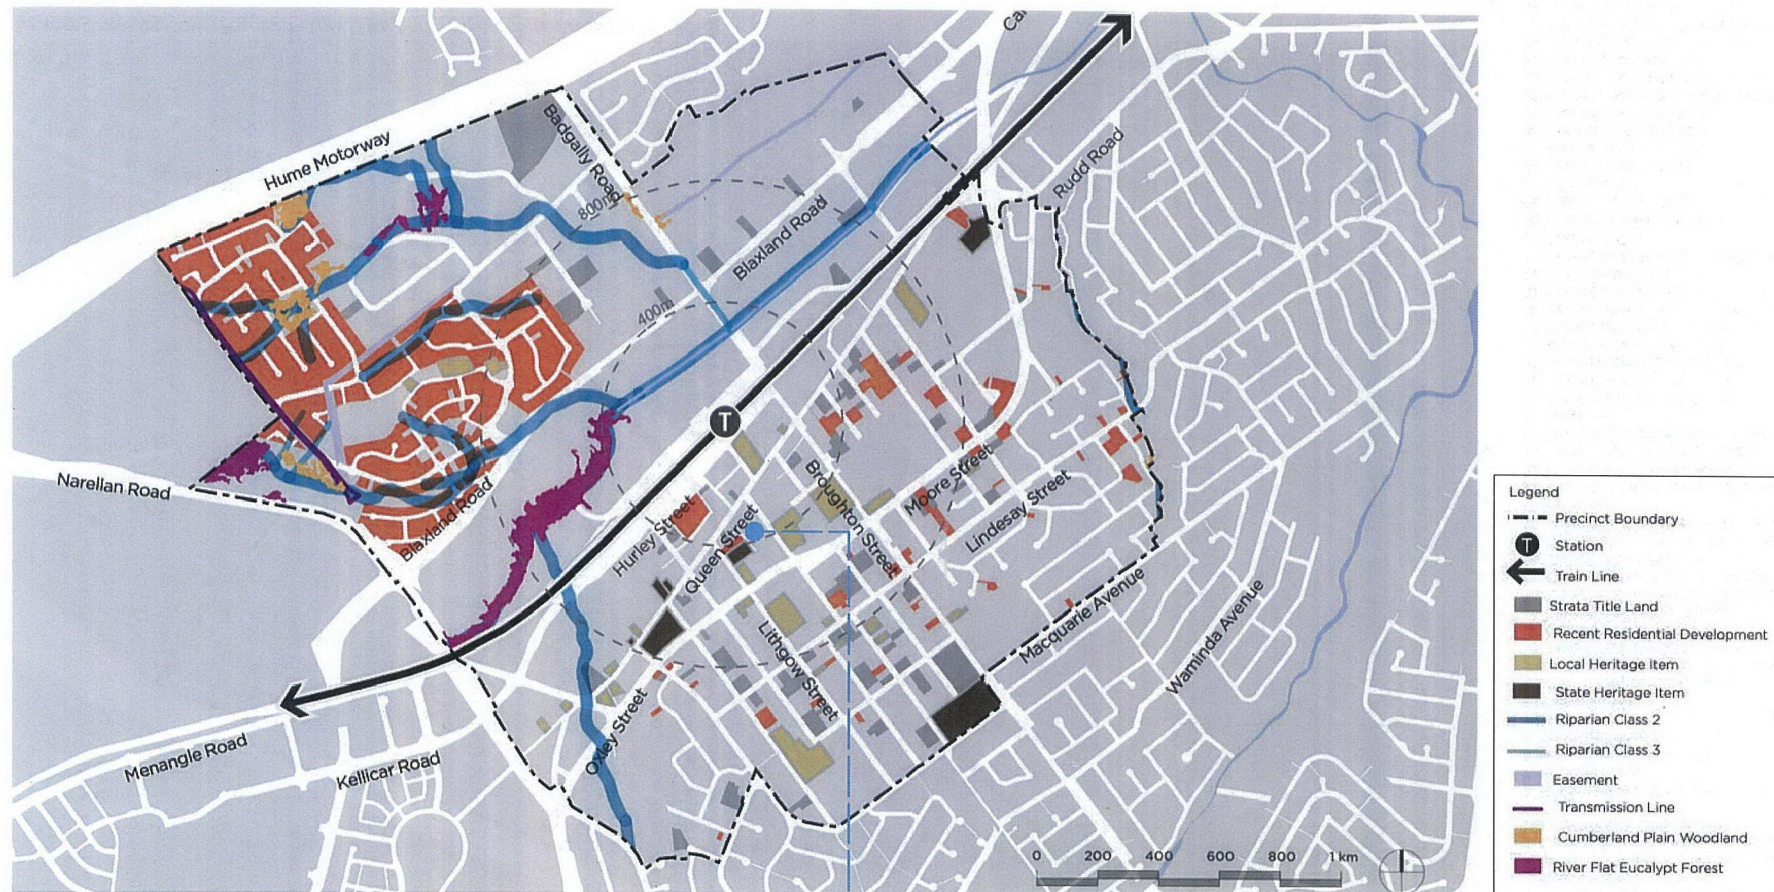 Ca
Hume Motorway
Badgally Road
800m
Rudd Road
Blaxland Road
400m
T
Narellan Road
Blaxland Road
Hurley Street
Queen Street
Broughton Street
Moore Street
Lindesay Street
Macquarie Avenue
Waminda Avenue
Lithgow Street
Oxley Street
Menangle Road
Kellicar Road
0 200 400 600 800 1 km
Legend
Precinct Boundary
T Station
Train Line
Strata Title Land
Recent Residential Development
Local Heritage Item
State Heritage Item
Riparian Class 2
Riparian Class 3
Easement
Transmission Line
Cumberland Plain Woodland
River Flat Eucalypt Forest